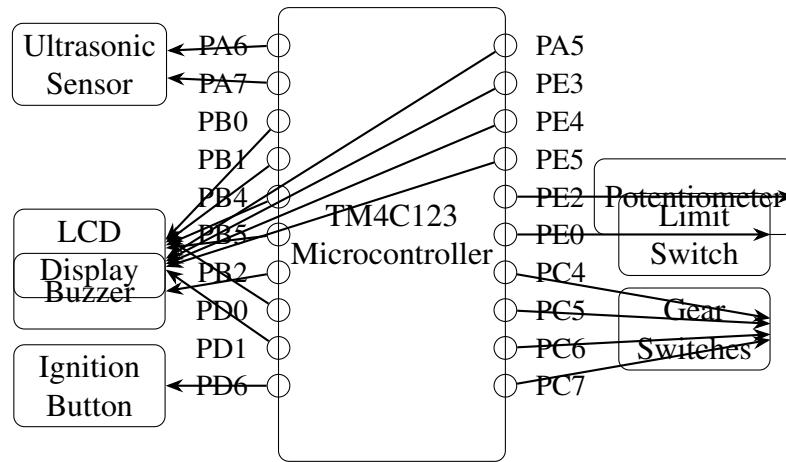 Ultrasonic
Sensor
LCD
Display
Buzzer
Ignition
Button
PA6
PA7
PB0
PB1
PB4
PB5
PB2
PD0
PD1
PD6
TM4C123
Microcontroller
PA5
PE3
PE4
PE5
PE2
PE0
PC4
PC5
PC6
PC7
Potentiometer
Limit
Switch
Gear
Switches